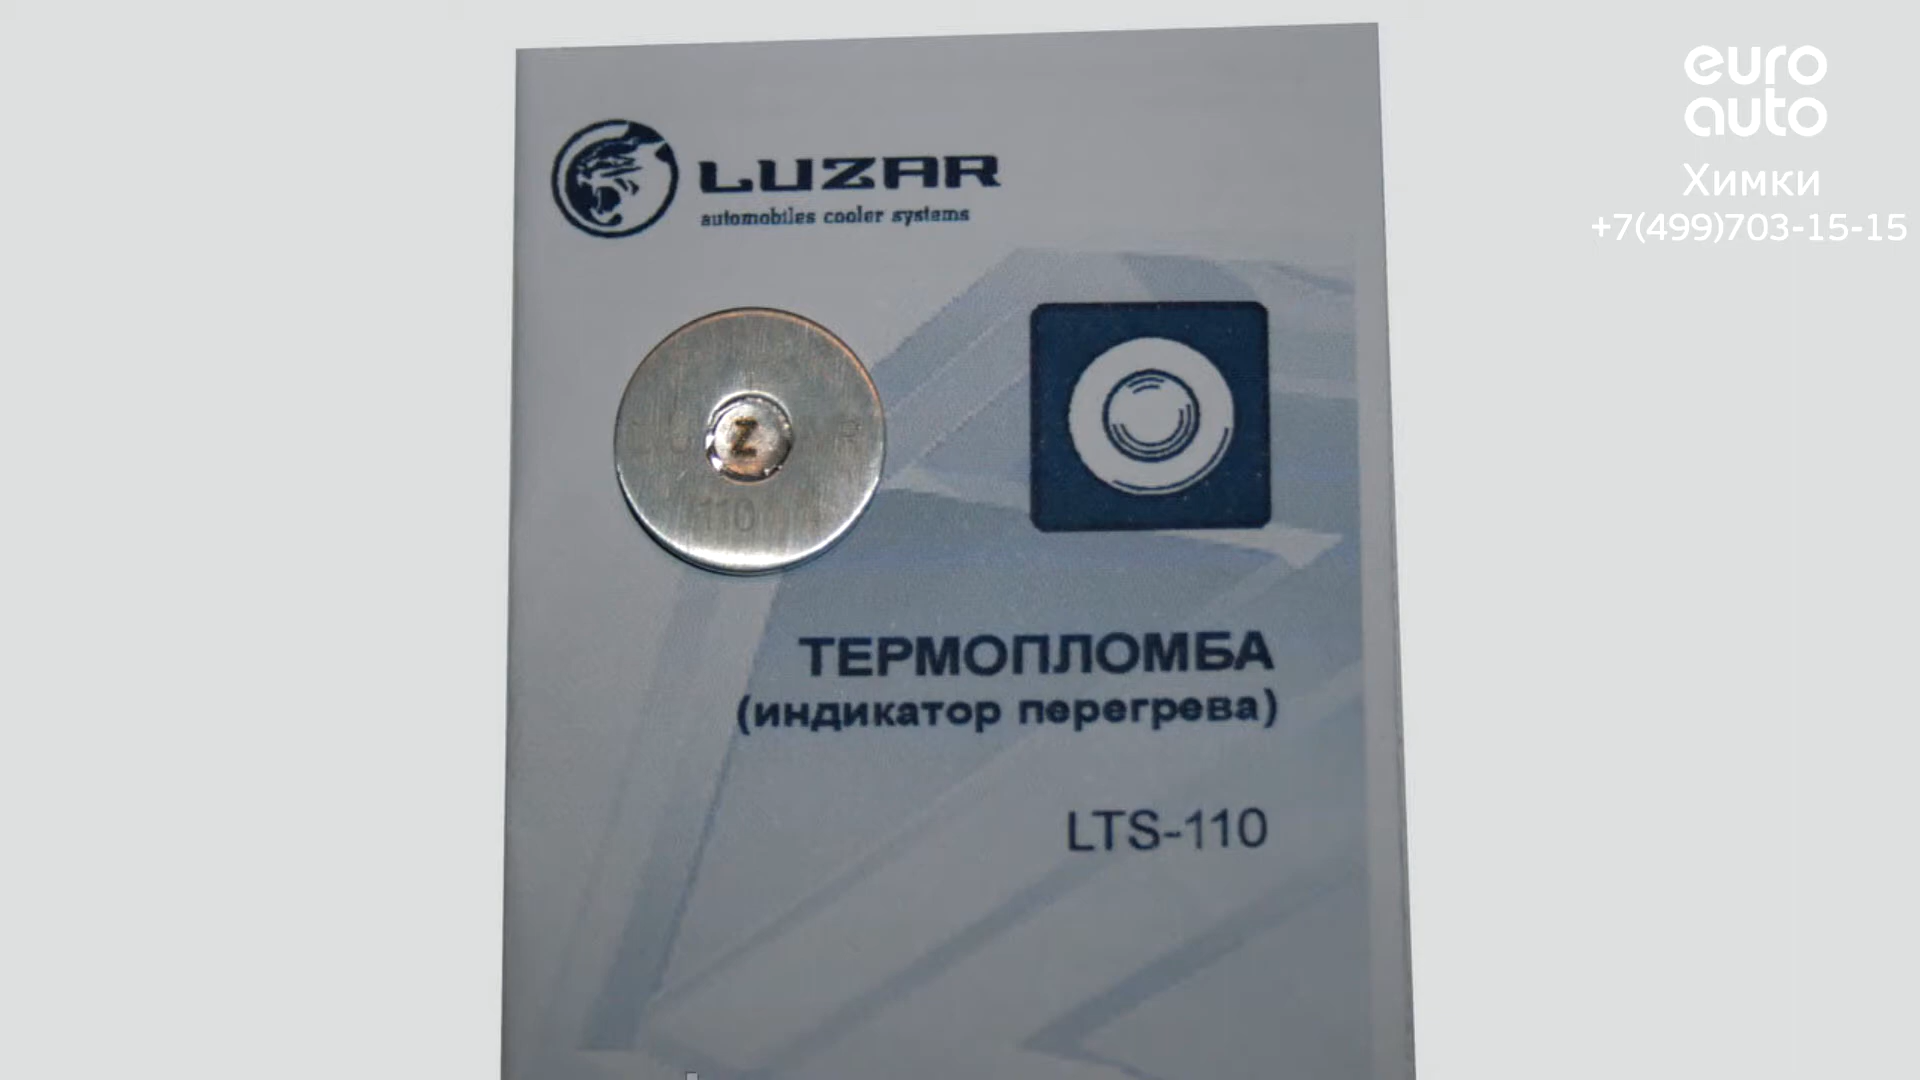 LUZAR
automobiles cooler systems
Z R
110
ТЕРМОПЛОМБА
(индикатор перегрева)
LTS-110
euro
auto
Химки
+7(499)703-15-15